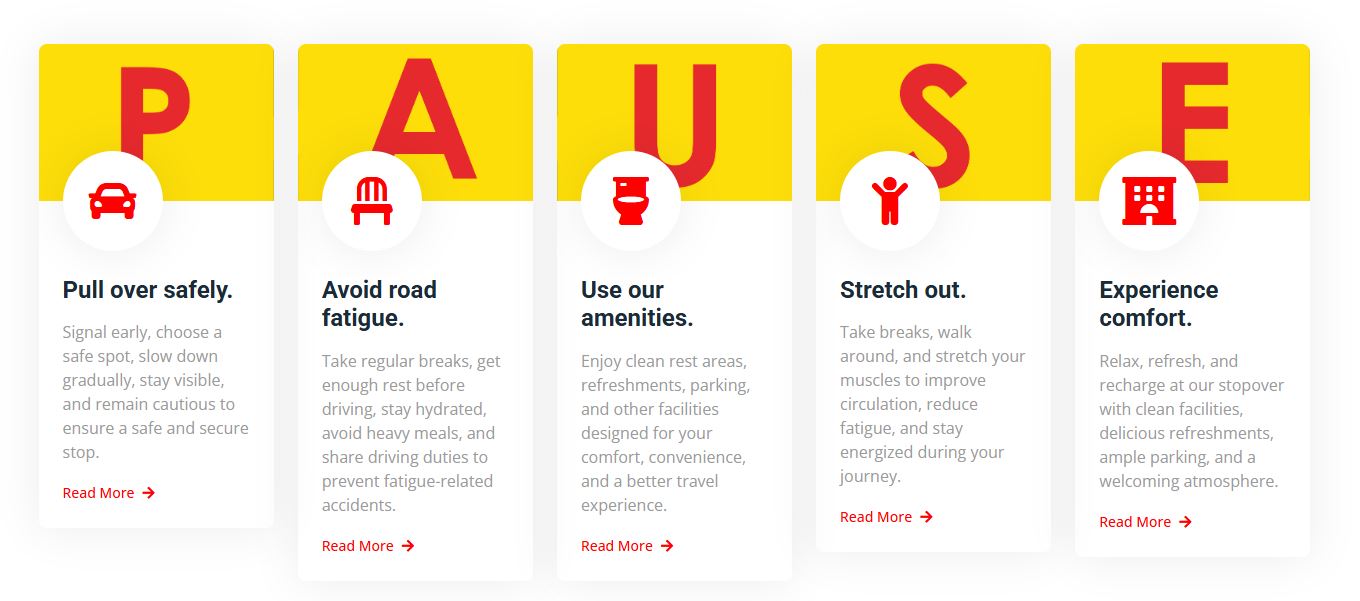 P
A
U
S
E
Pull over safely.
Signal early, choose a
safe spot, slow down
gradually, stay visible,
and remain cautious to
ensure a safe and secure
stop.
Read More
Avoid road
fatigue.
Take regular breaks, get
enough rest before
driving, stay hydrated,
avoid heavy meals, and
share driving duties to
prevent fatigue-related
accidents.
Read More
Use our
amenities.
Enjoy clean rest areas,
refreshments, parking,
and other facilities
designed for your
comfort, convenience,
and a better travel
experience.
Read More
Stretch out.
Take breaks, walk
around, and stretch your
muscles to improve
circulation, reduce
fatigue, and stay
energized during your
journey.
Read More
Experience
comfort.
Relax, refresh, and
recharge at our stopover
with clean facilities,
delicious refreshments,
ample parking, and a
welcoming atmosphere.
Read More